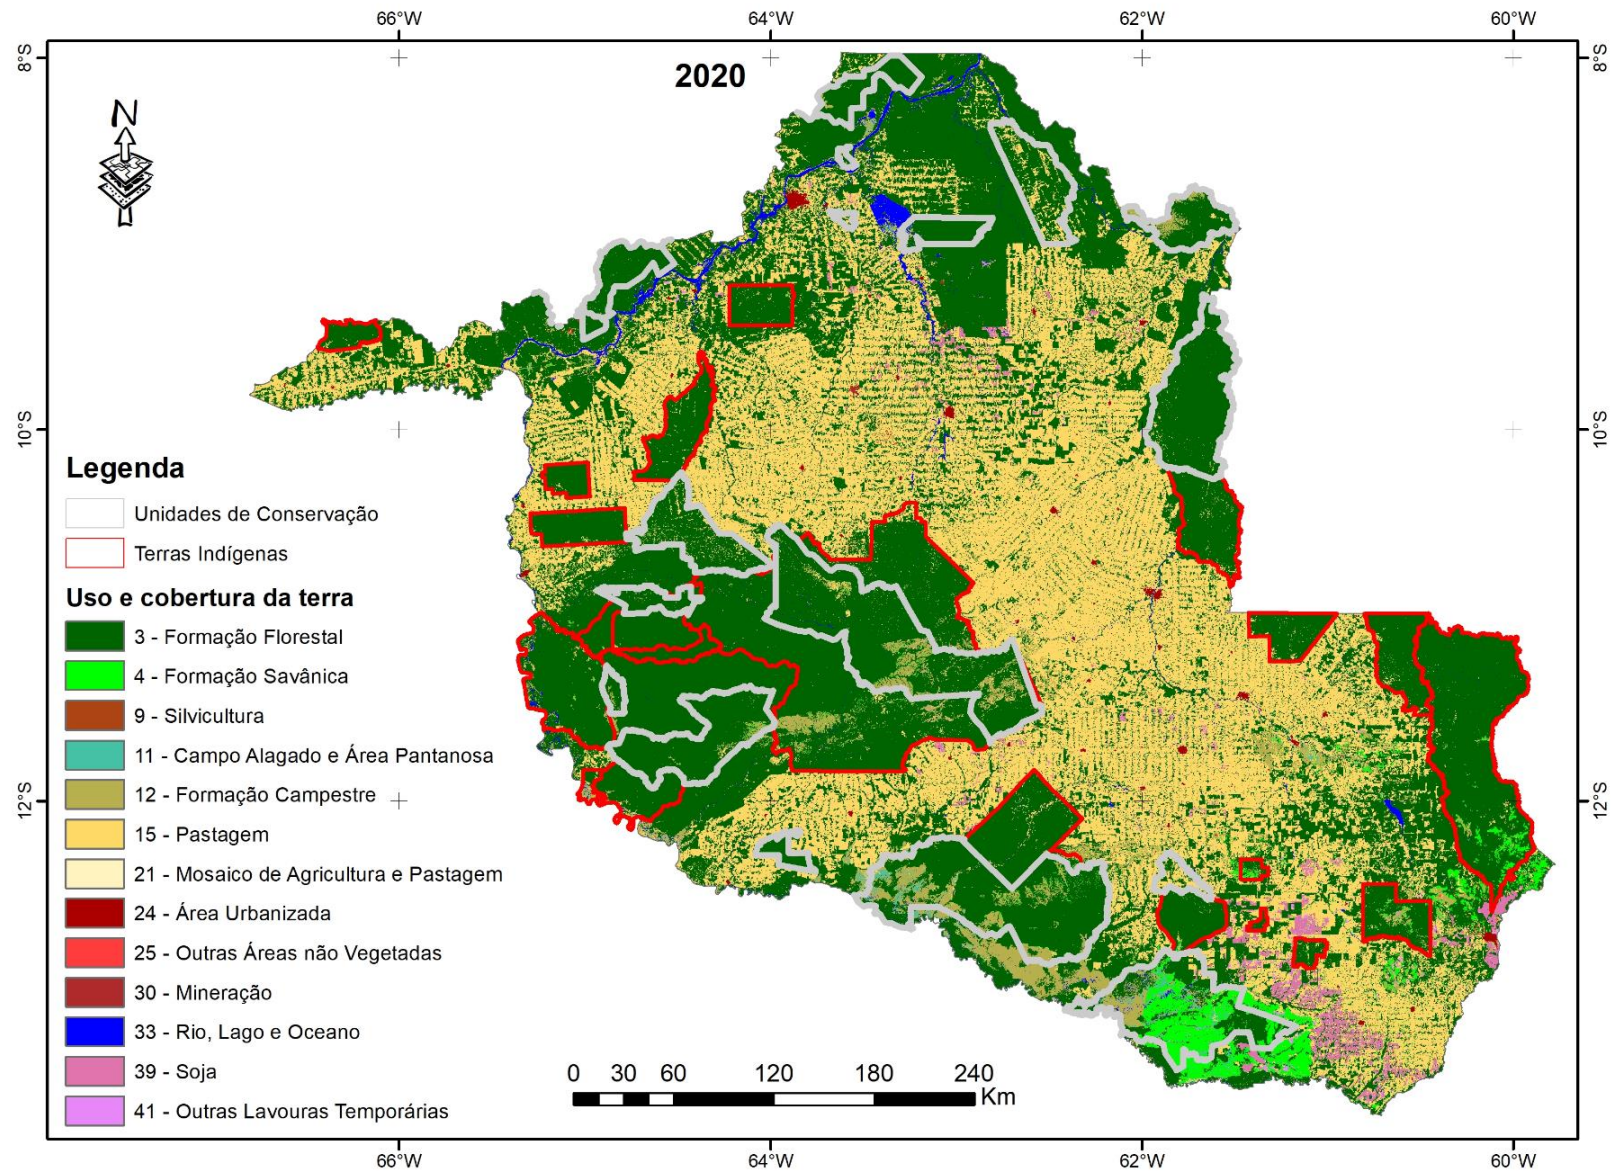 66°W 64°W 62°W 60°W
8°S 8°S
2020
N
10°S 10°S
Legenda
Unidades de Conservação
Terras Indígenas
Uso e cobertura da terra
3 - Formação Florestal
4 - Formação Savânica
9 - Silvicultura
11 - Campo Alagado e Área Pantanosa
12 - Formação Campestre
15 - Pastagem
21 - Mosaico de Agricultura e Pastagem
24 - Área Urbanizada
25 - Outras Áreas não Vegetadas
30 - Mineração
33 - Rio, Lago e Oceano
39 - Soja
41 - Outras Lavouras Temporárias
12°S 12°S
0 30 60 120 180 240
Km
66°W 64°W 62°W 60°W